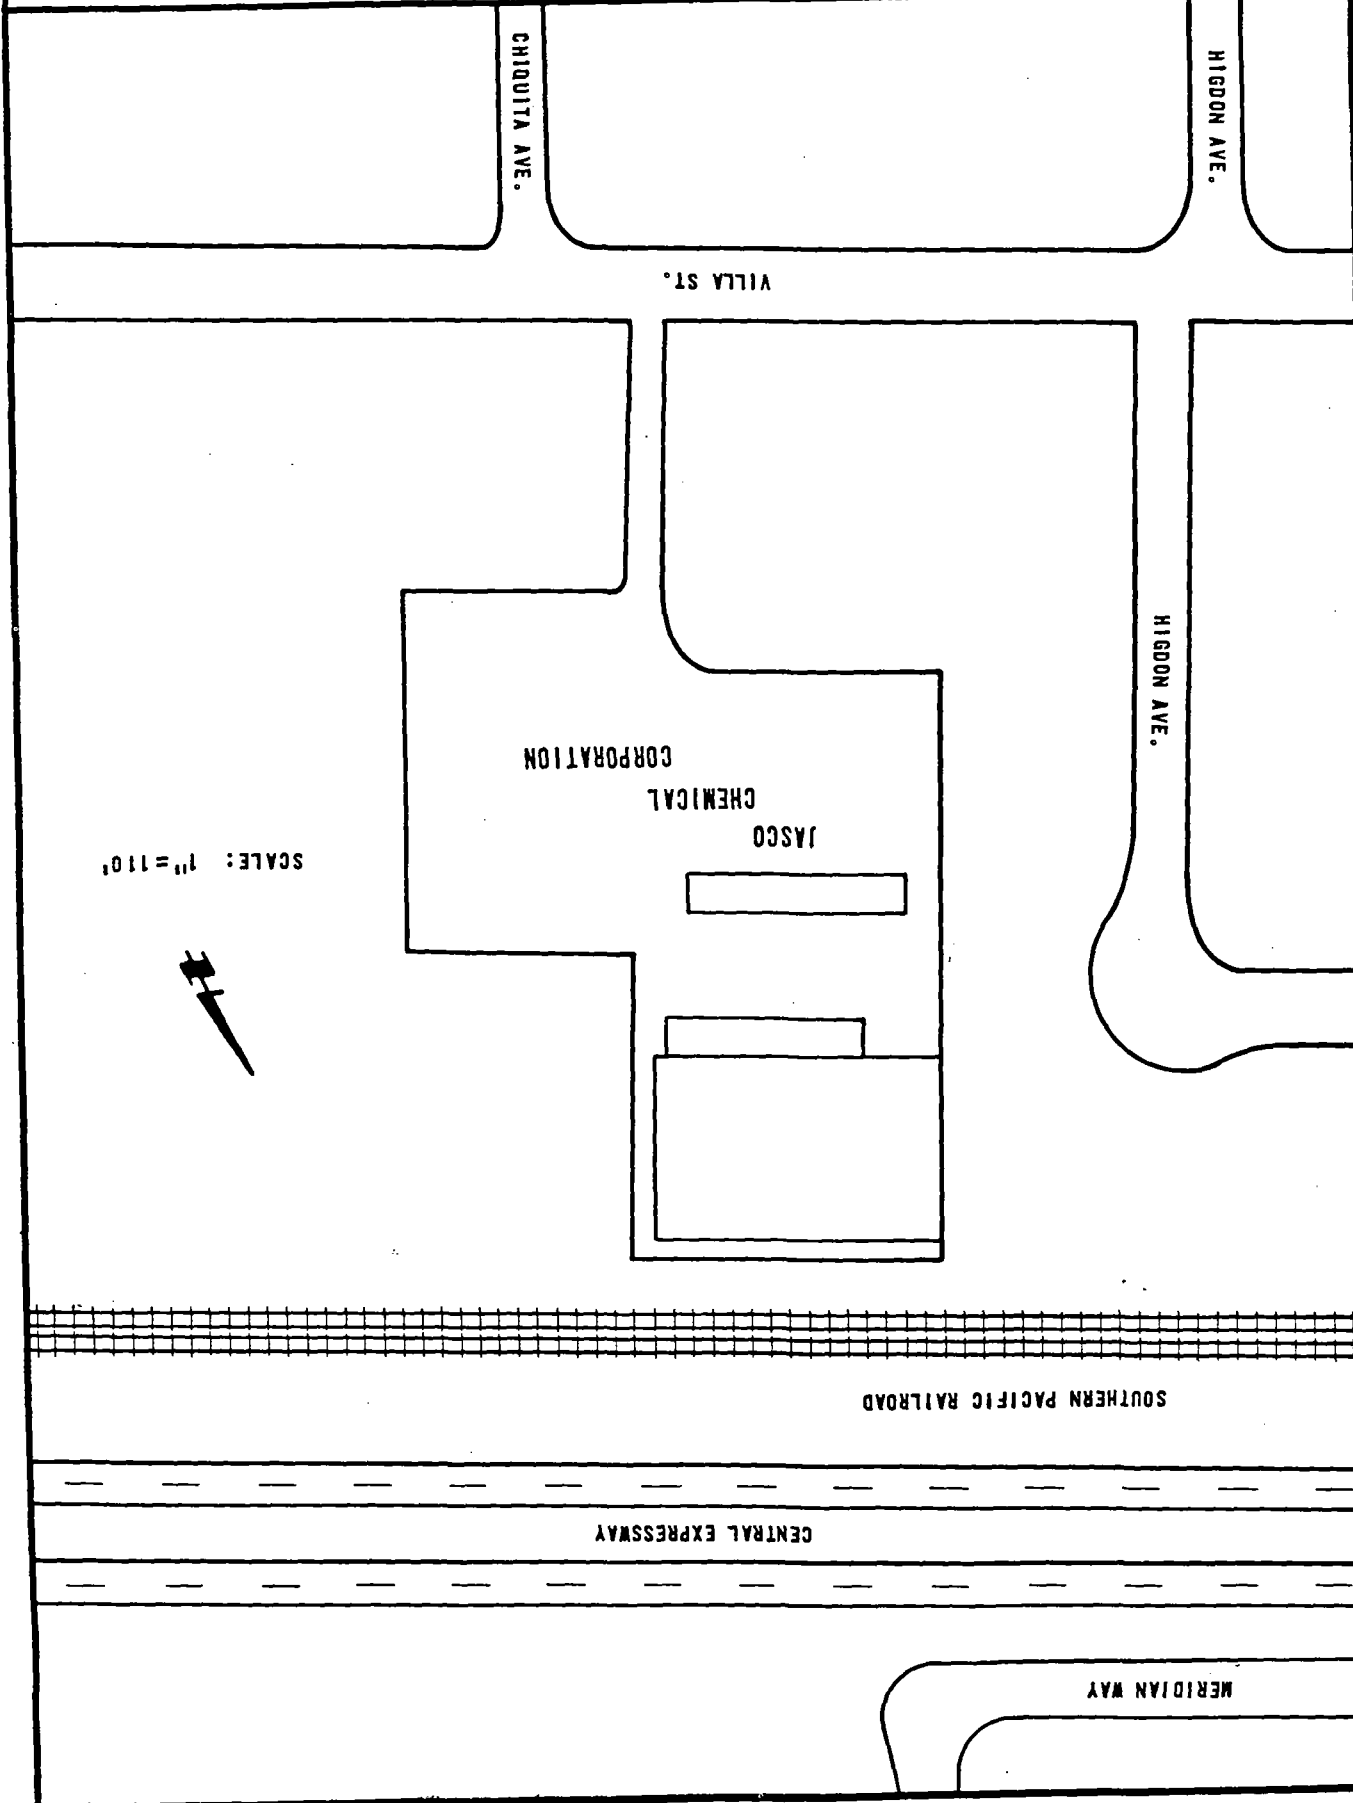 MERIDIAN WAY
CENTRAL EXPRESSWAY
SOUTHERN PACIFIC RAILROAD
SCALE: 1"=110'
JASCO
CHEMICAL
CORPORATION
HIGDON AVE.
VILLA ST.
HIGDON AVE.
CHIQUITA AVE.